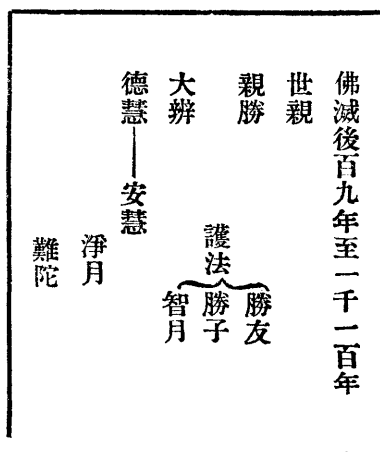 佛滅後百九年至一千一百年
世親
親勝
大辨
德慧——安慧
護法
勝友
勝子
智月
淨月
難陀